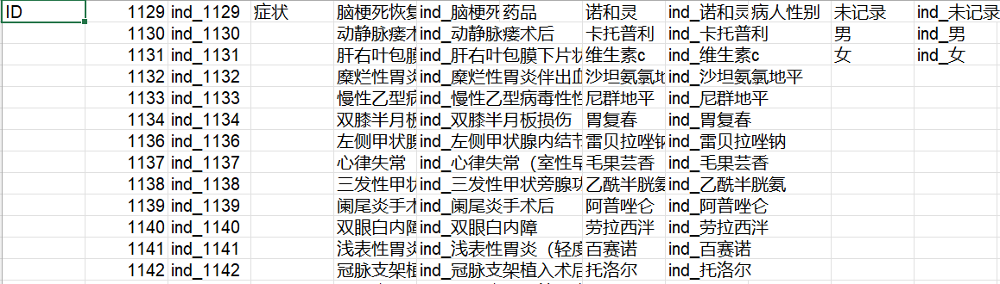 ID 1129 ind_1129 症状 脑梗死恢复 ind_脑梗死 药品 诺和灵 ind_诺和灵 病人性别 未记录 ind_未记录
1130 ind_1130 动静脉瘘术 ind_动静脉瘘术后 卡托普利 ind_卡托普利 男 ind_男
1131 ind_1131 肝右叶包膜 ind_肝右叶包膜下片状 维生素c ind_维生素c 女 ind_女
1132 ind_1132 糜烂性胃炎 ind_糜烂性胃炎伴出血 沙坦氨氯地 ind_沙坦氨氯地平
1133 ind_1133 慢性乙型病 ind_慢性乙型病毒性 尼群地平 ind_尼群地平
1134 ind_1134 双膝半月板 ind_双膝半月板损伤 胃复春 ind_胃复春
1136 ind_1136 左侧甲状腺 ind_左侧甲状腺内结节 雷贝拉唑钠 ind_雷贝拉唑钠
1137 ind_1137 心律失常 ind_心律失常（室性早 毛果芸香 ind_毛果芸香
1138 ind_1138 三发性甲状 ind_三发性甲状旁腺功 乙酰半胱氨 ind_乙酰半胱氨
1139 ind_1139 阑尾炎手术 ind_阑尾炎手术后 阿普唑仑 ind_阿普唑仑
1140 ind_1140 双眼白内障 ind_双眼白内障 劳拉西泮 ind_劳拉西泮
1141 ind_1141 浅表性胃炎 ind_浅表性胃炎（轻度 百赛诺 ind_百赛诺
1142 ind_1142 冠脉支架植 ind_冠脉支架植入术后 托洛尔 ind_托洛尔